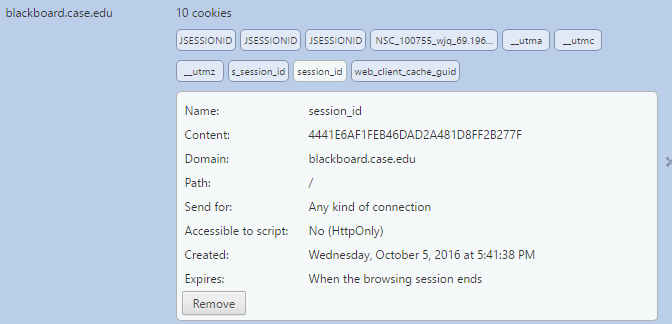 blackboard.case.edu 10 cookies
JSESSIONID JSESSIONID JSESSIONID NSC_100755_wjq_69.196... __utma __utmc
__utmz s_session_id session_id web_client_cache_guid
Name: session_id
Content: 4441E6AF1FEB46DAD2A481D8FF2B277F
Domain: blackboard.case.edu
Path: /
Send for: Any kind of connection
Accessible to script: No (HttpOnly)
Created: Wednesday, October 5, 2016 at 5:41:38 PM
Expires: When the browsing session ends
Remove